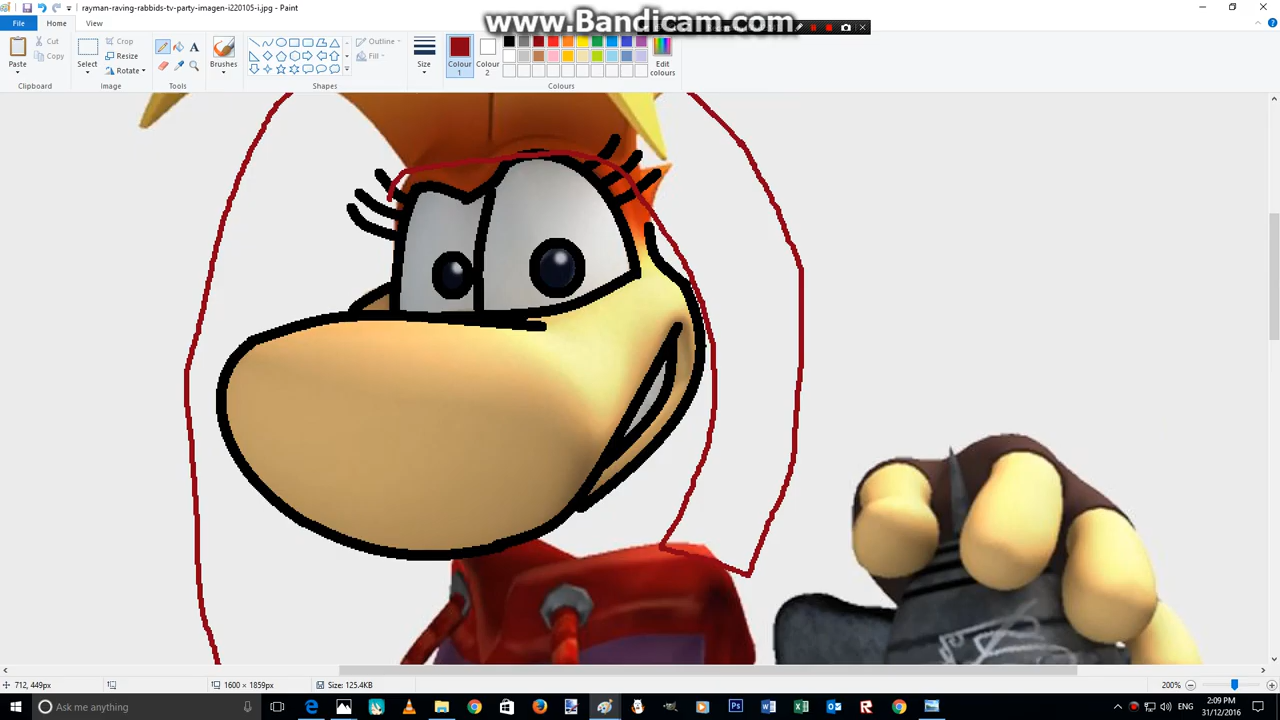 rayman-raving-rabbids-tv-party-imagen-i220105-i.jpg - Paint
www.Bandicam.com
File
Home
View
Paste
Cut
Copy
Clipboard
Select
Crop
Resize
Rotate
Image
A
Tools
Brushes
Outline
Fill
Shapes
Size
Colour 1
Colour 2
Edit colours
Colours
712, 449px
1600 × 1859px
Size: 125.4KB
200%
Ask me anything
2:09 PM
31/12/2016